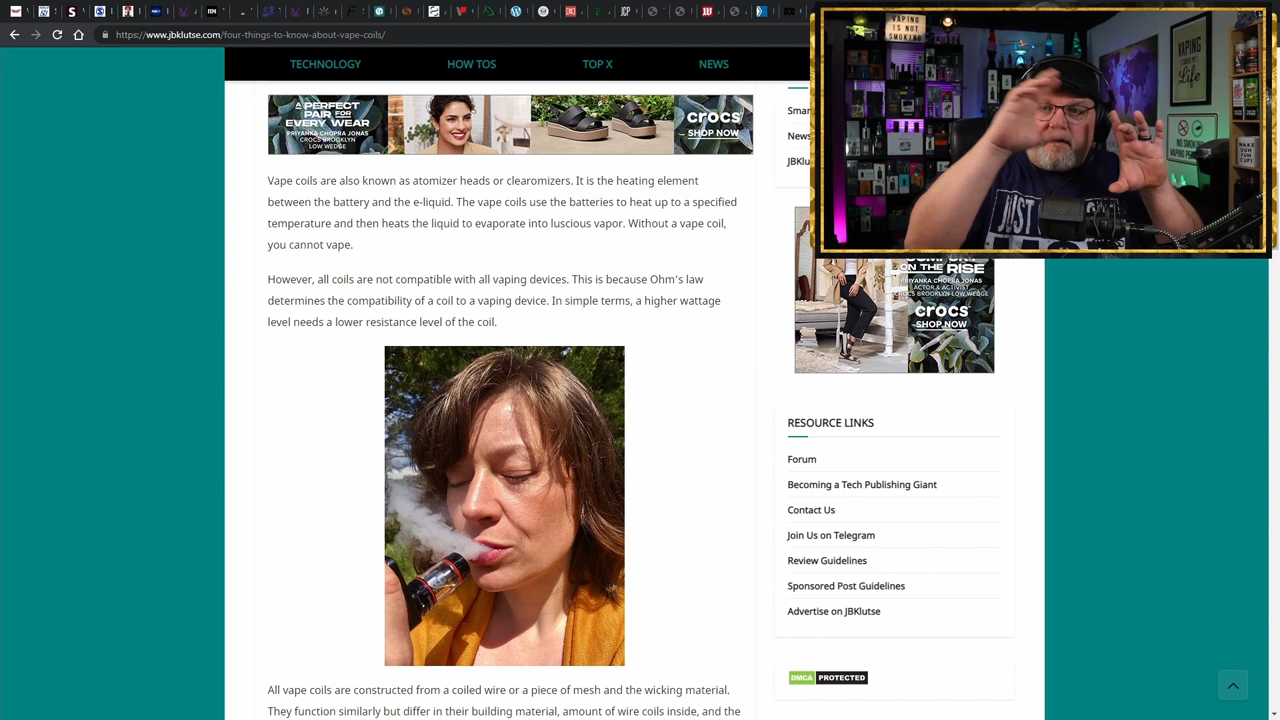 https://www.jbklutse.com/four-things-to-know-about-vape-coils/
TECHNOLOGY
HOW TOS
TOP X
NEWS
A PERFECT
PAIR FOR
EVERY WEAR
PRIYANKA CHOPRA JONAS
CROCS BROOKLYN
LOW WEDGE
crocs
SHOP NOW
Vape coils are also known as atomizer heads or clearomizers. It is the heating element
between the battery and the e-liquid. The vape coils use the batteries to heat up to a specified
temperature and then heats the liquid to evaporate into luscious vapor. Without a vape coil,
you cannot vape.
However, all coils are not compatible with all vaping devices. This is because Ohm's law
determines the compatibility of a coil to a vaping device. In simple terms, a higher wattage
level needs a lower resistance level of the coil.
All vape coils are constructed from a coiled wire or a piece of mesh and the wicking material.
They function similarly but differ in their building material, amount of wire coils inside, and the
Smar
News
JBKlu
VAPING
IS NOT
SMOKING
VAPING
Life
NO SMOKING
VAPING
JUST
ON THE RISE
PRIYANKA CHOPRA JONAS
ACTOR & ACTIVIST
CROCS BROOKLYN LOW WEDGE
crocs
SHOP NOW
RESOURCE LINKS
Forum
Becoming a Tech Publishing Giant
Contact Us
Join Us on Telegram
Review Guidelines
Sponsored Post Guidelines
Advertise on JBKlutse
DMCA PROTECTED